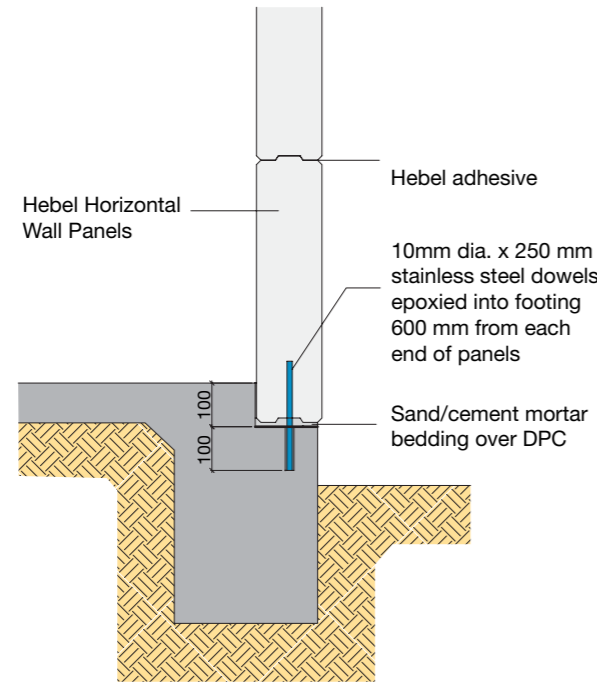 Hebel adhesive
Hebel Horizontal
Wall Panels
10mm dia. x 250 mm
stainless steel dowels
epoxied into footing
600 mm from each
end of panels
100
100
Sand/cement mortar
bedding over DPC